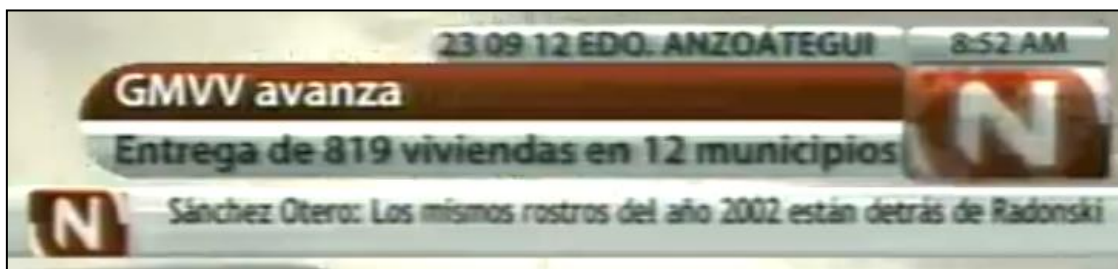 23 09 12 EDO. ANZOÁTEGUI 8:52 AM
GMVV avanza
N
Entrega de 819 viviendas en 12 municipios
N
Sánchez Otero: Los mismos rostros del año 2002 están detrás de Radonski